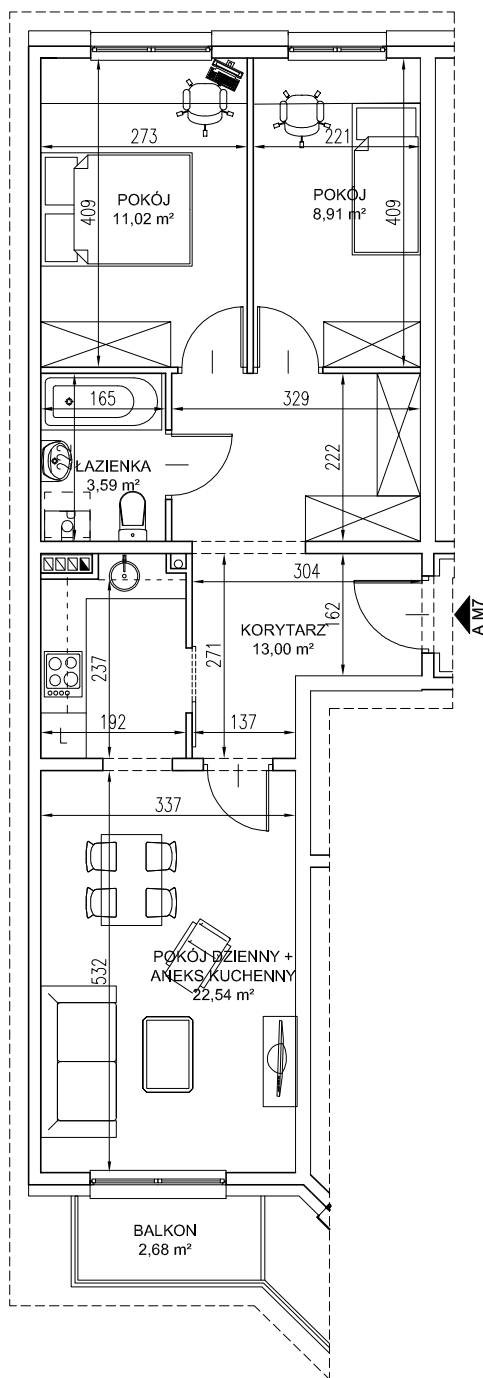 273
221
POKÓJ
11,02 m²
409
POKÓJ
8,91 m²
409
165
329
ŁAZIENKA
3,59 m²
222
304
KORYTARZ
13,00 m²
162
237
271
192
137
L
337
532
POKÓJ DZIENNY +
ANEKS KUCHENNY
22,54 m²
BALKON
2,68 m²
A M7